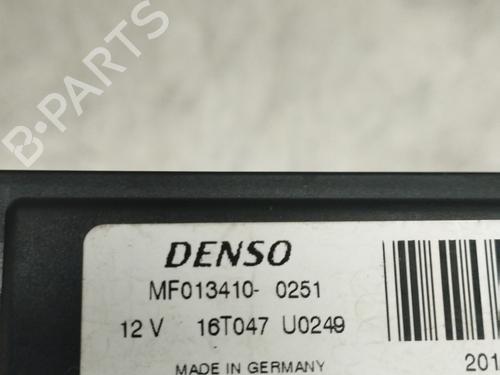 B-PARTS
DENSO
MF013410- 0251
12 V 16T047 U0249
MADE IN GERMANY
201